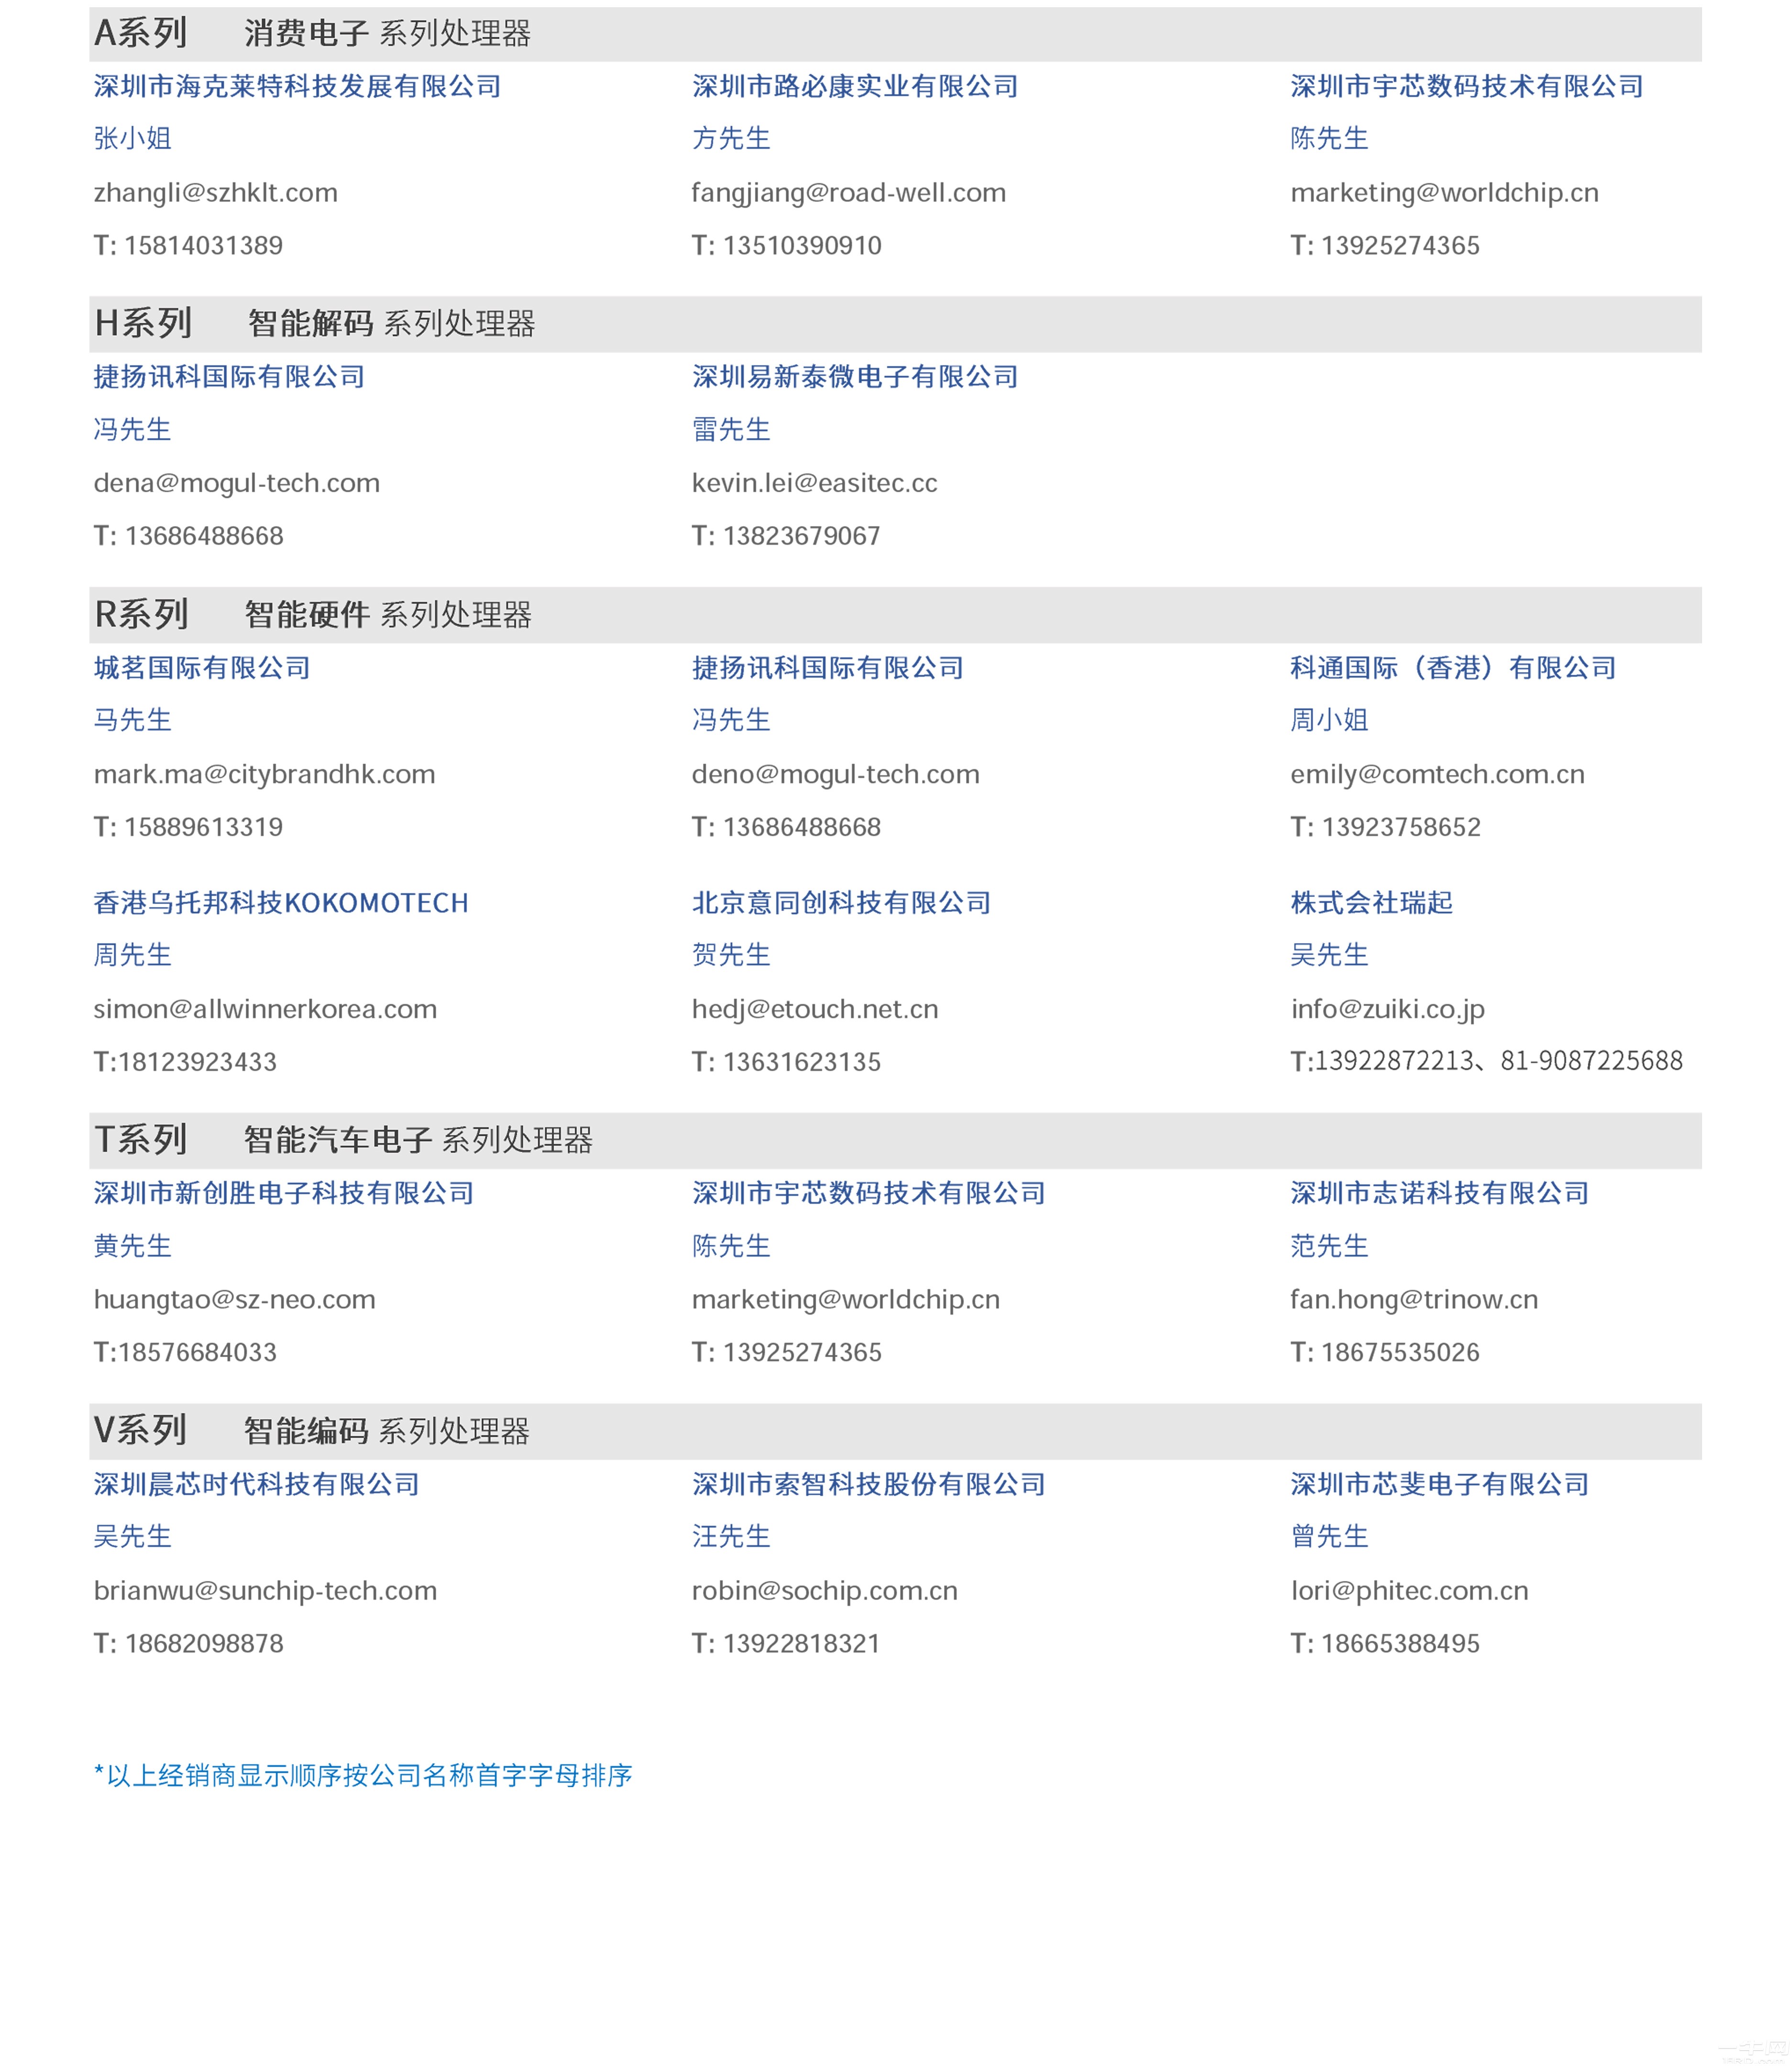 A系列 消费电子 系列处理器
深圳市海克莱特科技发展有限公司 深圳市路必康实业有限公司 深圳市宇芯数码技术有限公司
张小姐 方先生 陈先生
zhangli@szhklt.com fangjiang@road-well.com marketing@worldchip.cn
T: 15814031389 T: 13510390910 T: 13925274365
H系列 智能解码 系列处理器
捷扬讯科国际有限公司 深圳易新泰微电子有限公司
冯先生 雷先生
dena@mogul-tech.com kevin.lei@easitec.cc
T: 13686488668 T: 13823679067
R系列 智能硬件 系列处理器
城茗国际有限公司 捷扬讯科国际有限公司 科通国际（香港）有限公司
马先生 冯先生 周小姐
mark.ma@citybrandhk.com deno@mogul-tech.com emily@comtech.com.cn
T: 15889613319 T: 13686488668 T: 13923758652
香港乌托邦科技KOKOMOTECH 北京意同创科技有限公司 株式会社瑞起
周先生 贺先生 吴先生
simon@allwinnerkorea.com hedj@etouch.net.cn info@zuiki.co.jp
T:18123923433 T: 13631623135 T:13922872213、81-9087225688
T系列 智能汽车电子 系列处理器
深圳市新创胜电子科技有限公司 深圳市宇芯数码技术有限公司 深圳市志诺科技有限公司
黄先生 陈先生 范先生
huangtao@sz-neo.com marketing@worldchip.cn fan.hong@trinow.cn
T:18576684033 T: 13925274365 T: 18675535026
V系列 智能编码 系列处理器
深圳晨芯时代科技有限公司 深圳市索智科技股份有限公司 深圳市芯斐电子有限公司
吴先生 汪先生 曾先生
brianwu@sunchip-tech.com robin@sochip.com.cn lori@phitec.com.cn
T: 18682098878 T: 13922818321 T: 18665388495
*以上经销商显示顺序按公司名称首字字母排序